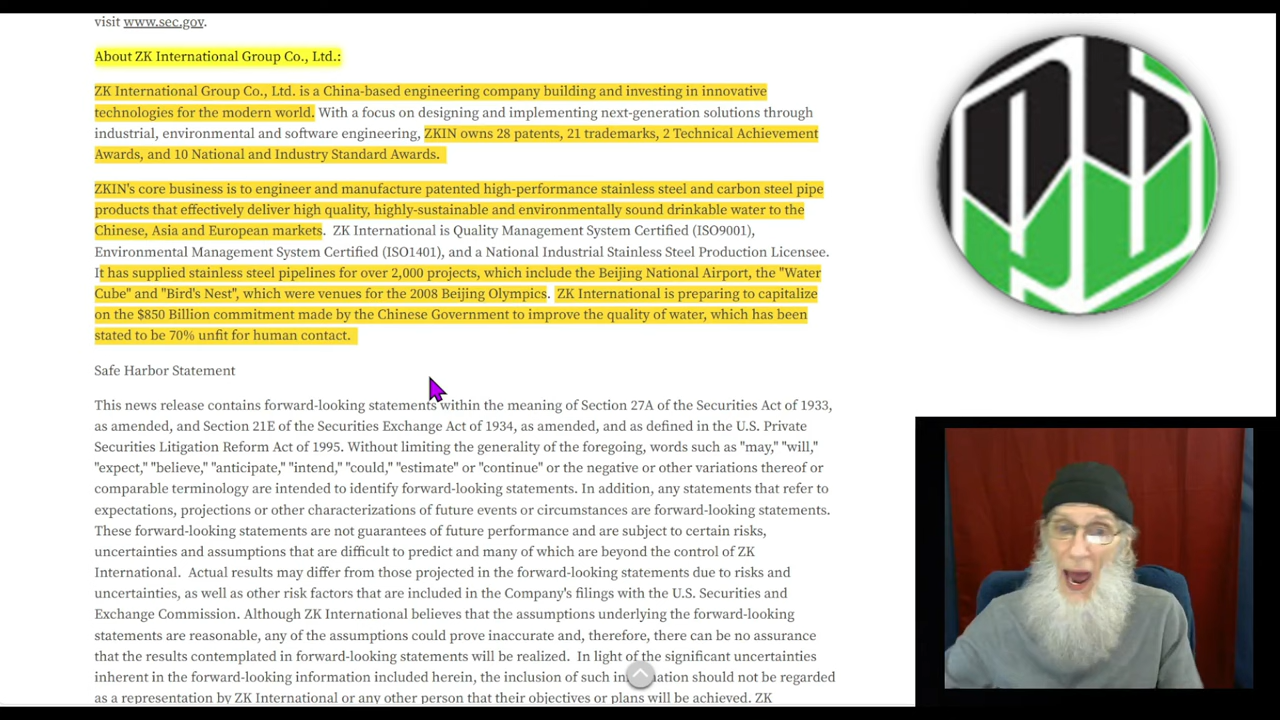 visit www.sec.gov.
About ZK International Group Co., Ltd.:
ZK International Group Co., Ltd. is a China-based engineering company building and investing in innovative
technologies for the modern world. With a focus on designing and implementing next-generation solutions through
industrial, environmental and software engineering, ZKIN owns 28 patents, 21 trademarks, 2 Technical Achievement
Awards, and 10 National and Industry Standard Awards.
ZKIN's core business is to engineer and manufacture patented high-performance stainless steel and carbon steel pipe
products that effectively deliver high quality, highly-sustainable and environmentally sound drinkable water to the
Chinese, Asia and European markets. ZK International is Quality Management System Certified (ISO9001),
Environmental Management System Certified (ISO1401), and a National Industrial Stainless Steel Production Licensee.
It has supplied stainless steel pipelines for over 2,000 projects, which include the Beijing National Airport, the "Water
Cube" and "Bird's Nest", which were venues for the 2008 Beijing Olympics. ZK International is preparing to capitalize
on the $850 Billion commitment made by the Chinese Government to improve the quality of water, which has been
stated to be 70% unfit for human contact.
Safe Harbor Statement
This news release contains forward-looking statements within the meaning of Section 27A of the Securities Act of 1933,
as amended, and Section 21E of the Securities Exchange Act of 1934, as amended, and as defined in the U.S. Private
Securities Litigation Reform Act of 1995. Without limiting the generality of the foregoing, words such as "may," "will,"
"expect," "believe," "anticipate," "intend," "could," "estimate" or "continue" or the negative or other variations thereof or
comparable terminology are intended to identify forward-looking statements. In addition, any statements that refer to
expectations, projections or other characterizations of future events or circumstances are forward-looking statements.
These forward-looking statements are not guarantees of future performance and are subject to certain risks,
uncertainties and assumptions that are difficult to predict and many of which are beyond the control of ZK
International. Actual results may differ from those projected in the forward-looking statements due to risks and
uncertainties, as well as other risk factors that are included in the Company's filings with the U.S. Securities and
Exchange Commission. Although ZK International believes that the assumptions underlying the forward-looking
statements are reasonable, any of the assumptions could prove inaccurate and, therefore, there can be no assurance
that the results contemplated in forward-looking statements will be realized. In light of the significant uncertainties
inherent in the forward-looking information included herein, the inclusion of such should not be regarded
as a representation by ZK International or any other person that their objectives or plans will be achieved. ZK